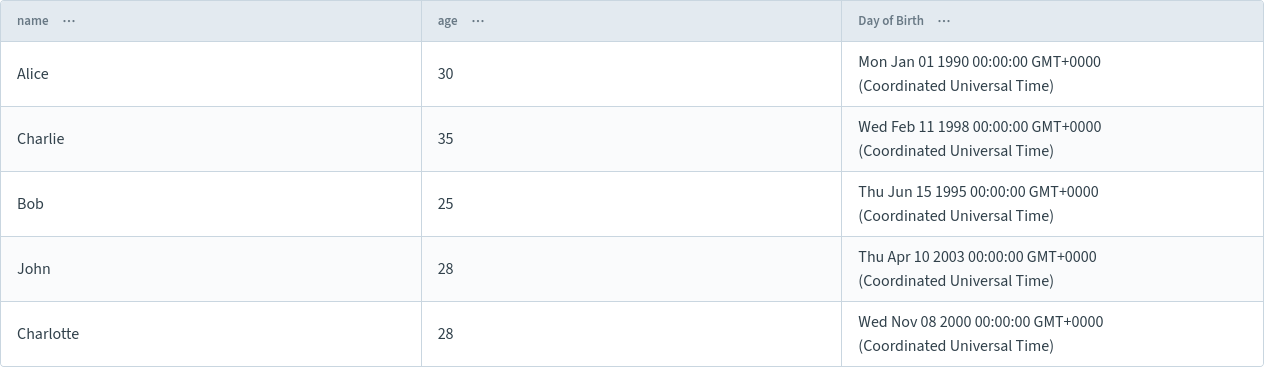 name ··· age ··· Day of Birth ···
Alice 30 Mon Jan 01 1990 00:00:00 GMT+0000
(Coordinated Universal Time)
Charlie 35 Wed Feb 11 1998 00:00:00 GMT+0000
(Coordinated Universal Time)
Bob 25 Thu Jun 15 1995 00:00:00 GMT+0000
(Coordinated Universal Time)
John 28 Thu Apr 10 2003 00:00:00 GMT+0000
(Coordinated Universal Time)
Charlotte 28 Wed Nov 08 2000 00:00:00 GMT+0000
(Coordinated Universal Time)